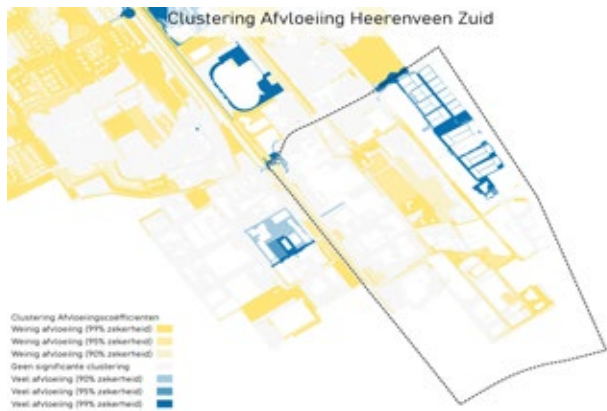 Clustering Afvloeiing Heerenveen Zuid
Clustering Afvloeiingscoëfficienten
Weinig afvloeiing (99% zekerheid)
Weinig afvloeiing (95% zekerheid)
Weinig afvloeiing (90% zekerheid)
Geen significante clustering
Veel afvloeiing (90% zekerheid)
Veel afvloeiing (95% zekerheid)
Veel afvloeiing (99% zekerheid)